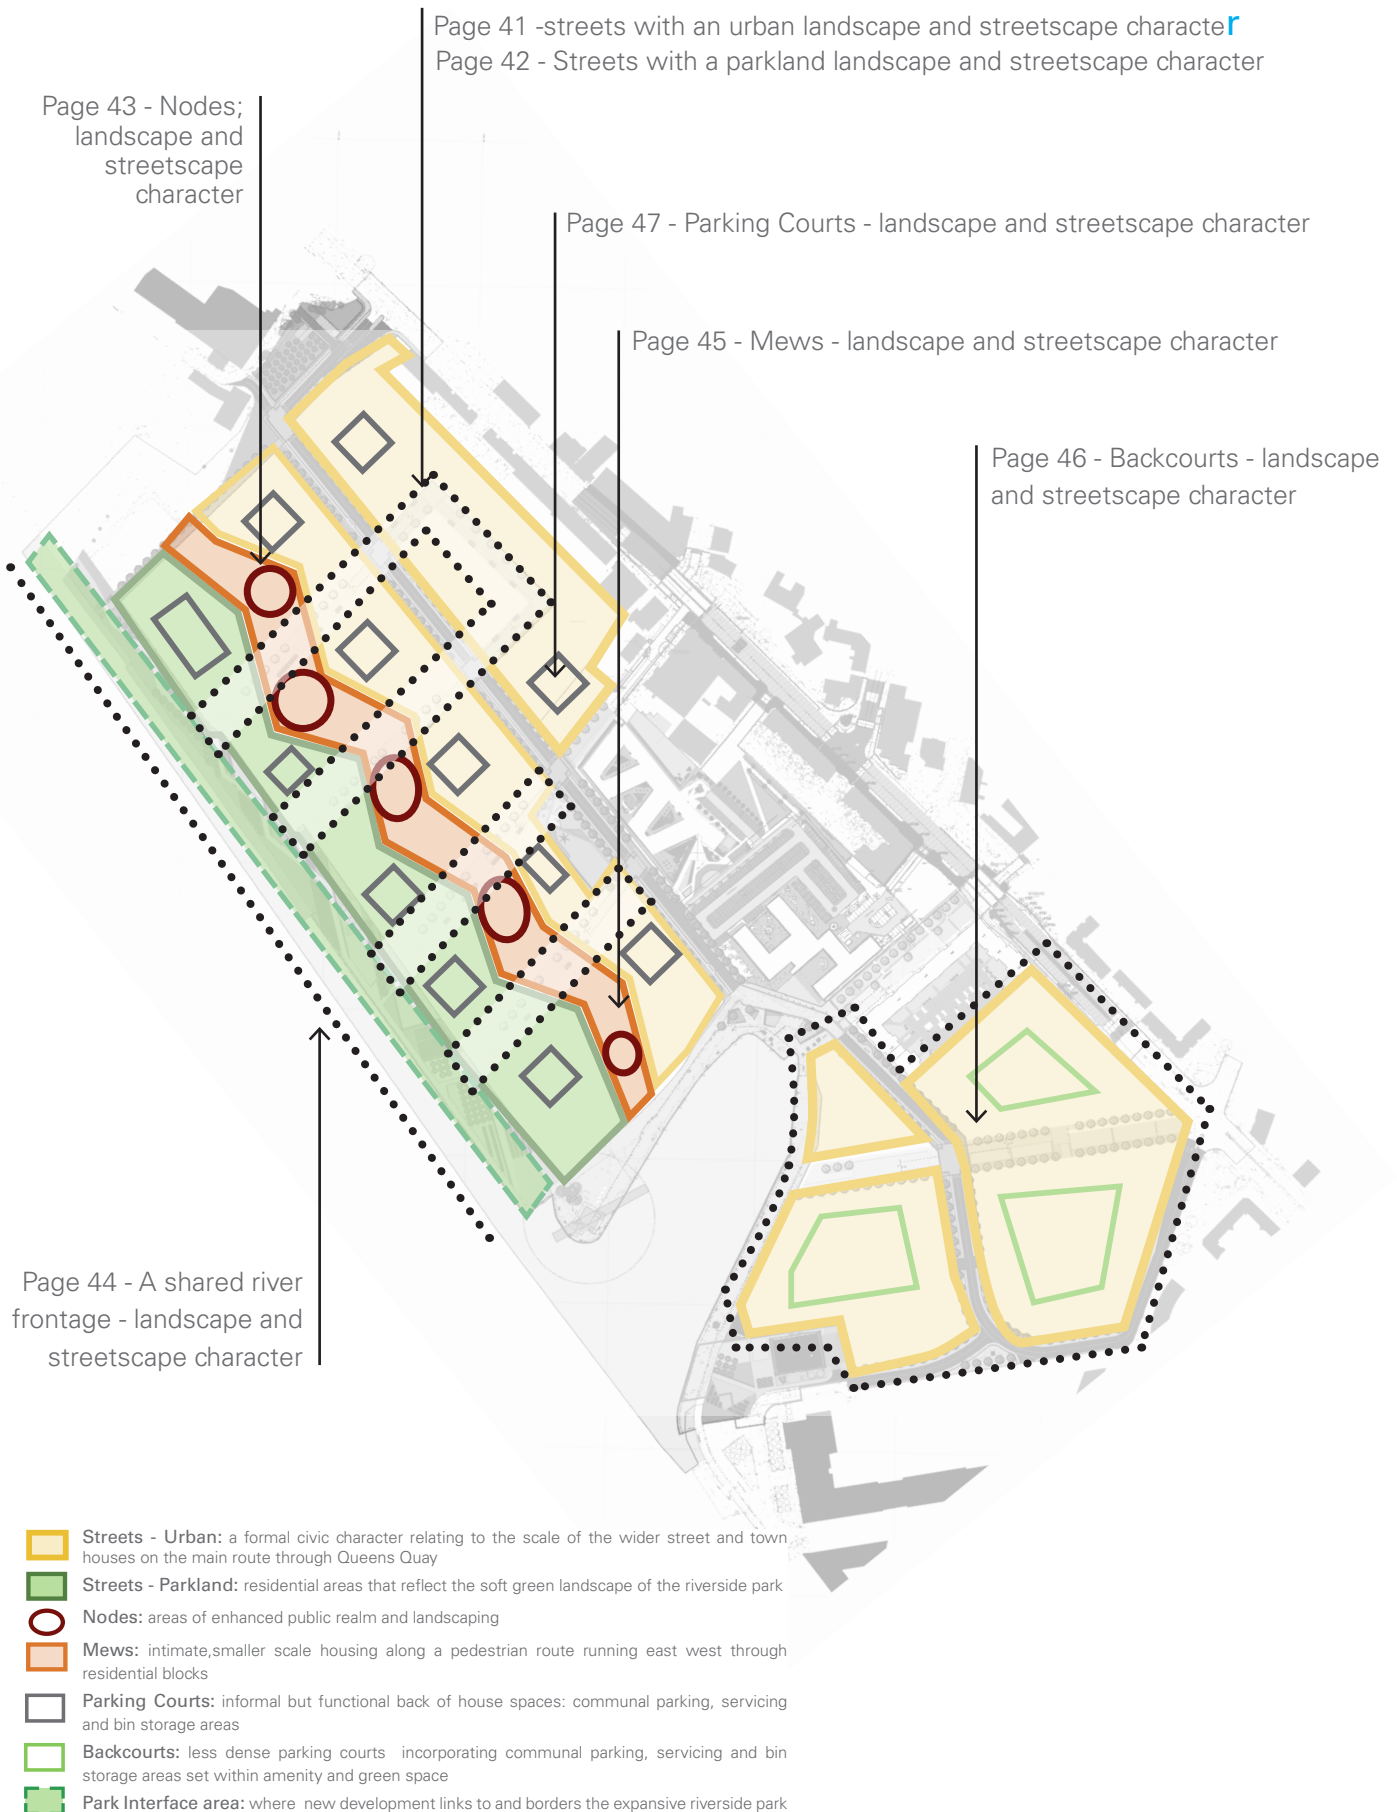 Page 41 -streets with an urban landscape and streetscape character
Page 42 - Streets with a parkland landscape and streetscape character
Page 43 - Nodes;
landscape and
streetscape
character
Page 47 - Parking Courts - landscape and streetscape character
Page 45 - Mews - landscape and streetscape character
Page 46 - Backcourts - landscape
and streetscape character
Page 44 - A shared river
frontage - landscape and
streetscape character
Streets - Urban: a formal civic character relating to the scale of the wider street and town
houses on the main route through Queens Quay
Streets - Parkland: residential areas that reflect the soft green landscape of the riverside park
Nodes: areas of enhanced public realm and landscaping
Mews: intimate,smaller scale housing along a pedestrian route running east west through
residential blocks
Parking Courts: informal but functional back of house spaces: communal parking, servicing
and bin storage areas
Backcourts: less dense parking courts incorporating communal parking, servicing and bin
storage areas set within amenity and green space
Park Interface area: where new development links to and borders the expansive riverside park